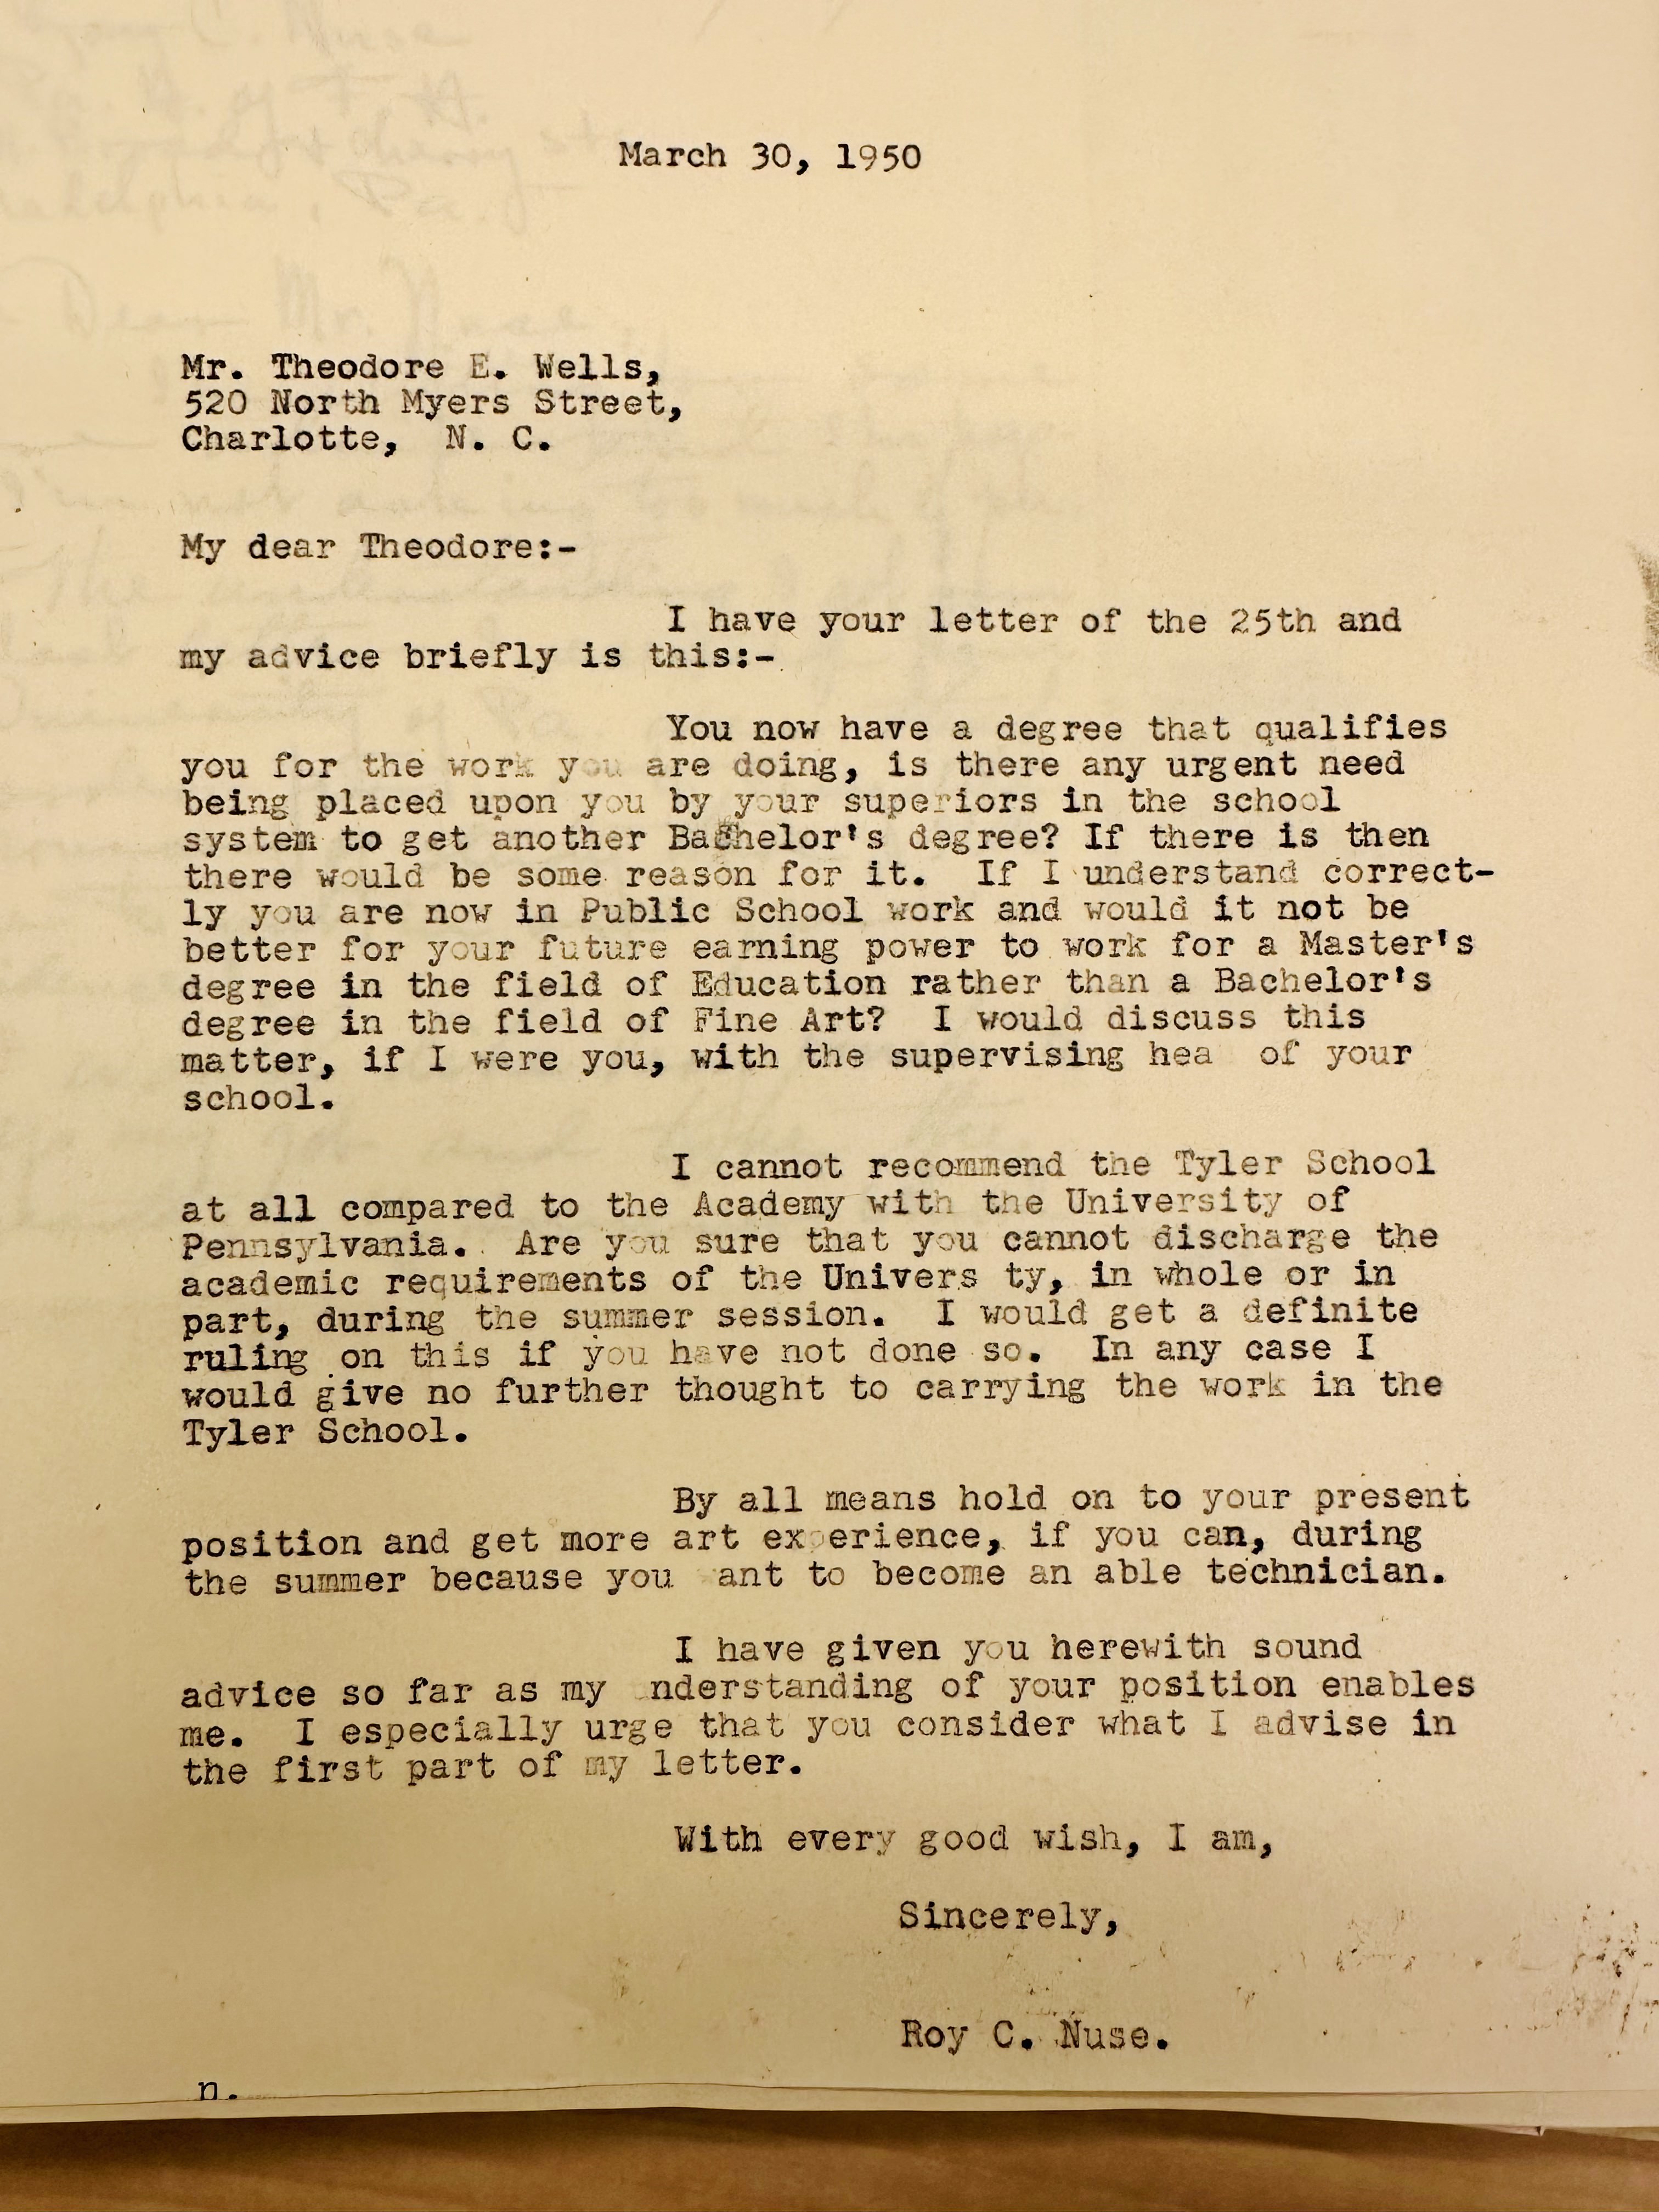 March 30, 1950
Mr. Theodore E. Wells,
520 North Myers Street,
Charlotte, N. C.
My dear Theodore:-
I have your letter of the 25th and
my advice briefly is this:-
You now have a degree that qualifies
you for the work you are doing, is there any urgent need
being placed upon you by your superiors in the school
system to get another Bachelor's degree? If there is then
there would be some reason for it. If I understand correct-
ly you are now in Public School work and would it not be
better for your future earning power to work for a Master's
degree in the field of Education rather than a Bachelor's
degree in the field of Fine Art? I would discuss this
matter, if I were you, with the supervising hea of your
school.
I cannot recommend the Tyler School
at all compared to the Academy with the University of
Pennsylvania. Are you sure that you cannot discharge the
academic requirements of the Univers ty, in whole or in
part, during the summer session. I would get a definite
ruling on this if you have not done so. In any case I
would give no further thought to carrying the work in the
Tyler School.
By all means hold on to your present
position and get more art experience, if you can, during
the summer because you ant to become an able technician.
I have given you herewith sound
advice so far as my nderstanding of your position enables
me. I especially urge that you consider what I advise in
the first part of my letter.
With every good wish, I am,
Sincerely,
Roy C. Nuse.
n.